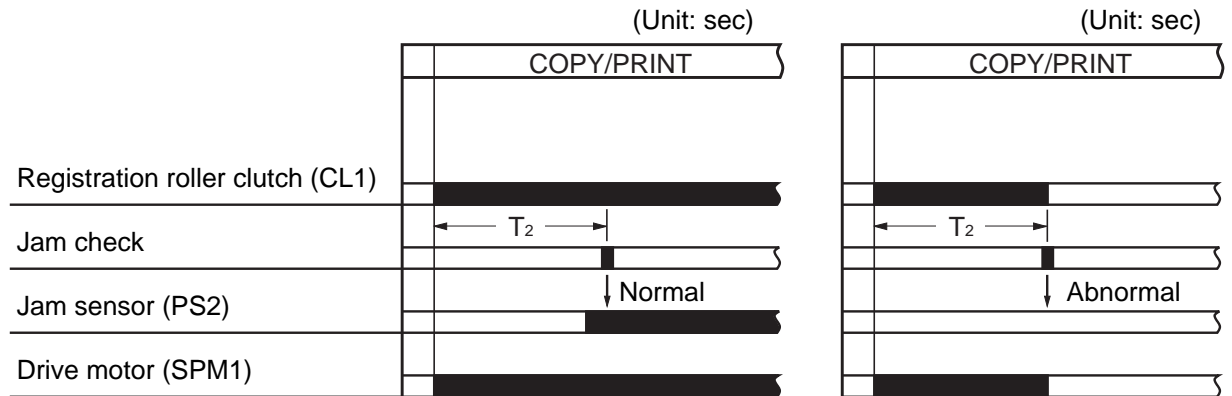 (Unit: sec) (Unit: sec)
COPY/PRINT COPY/PRINT
Registration roller clutch (CL1)
T2 T2
Jam check
Normal Abnormal
Jam sensor (PS2)
Drive motor (SPM1)